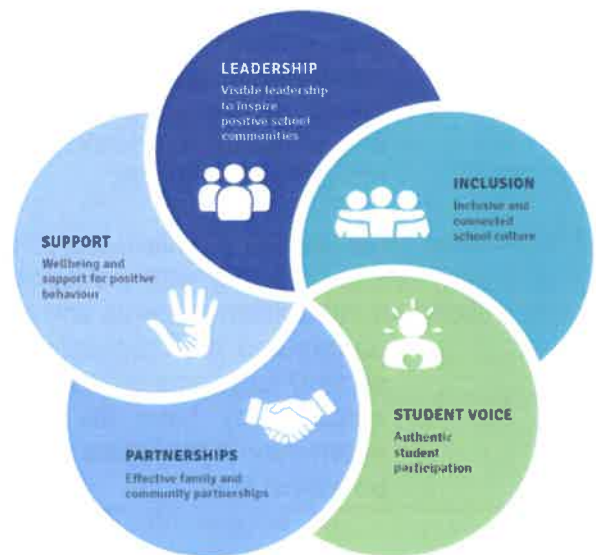 LEADERSHIP
Visible leadership
to inspire
positive school
communities
INCLUSION
Inclusive and
connected
school culture
STUDENT VOICE
Authentic
student
participation
PARTNERSHIPS
Effective family and
community partnerships
SUPPORT
Wellbeing and
support for positive
behaviour